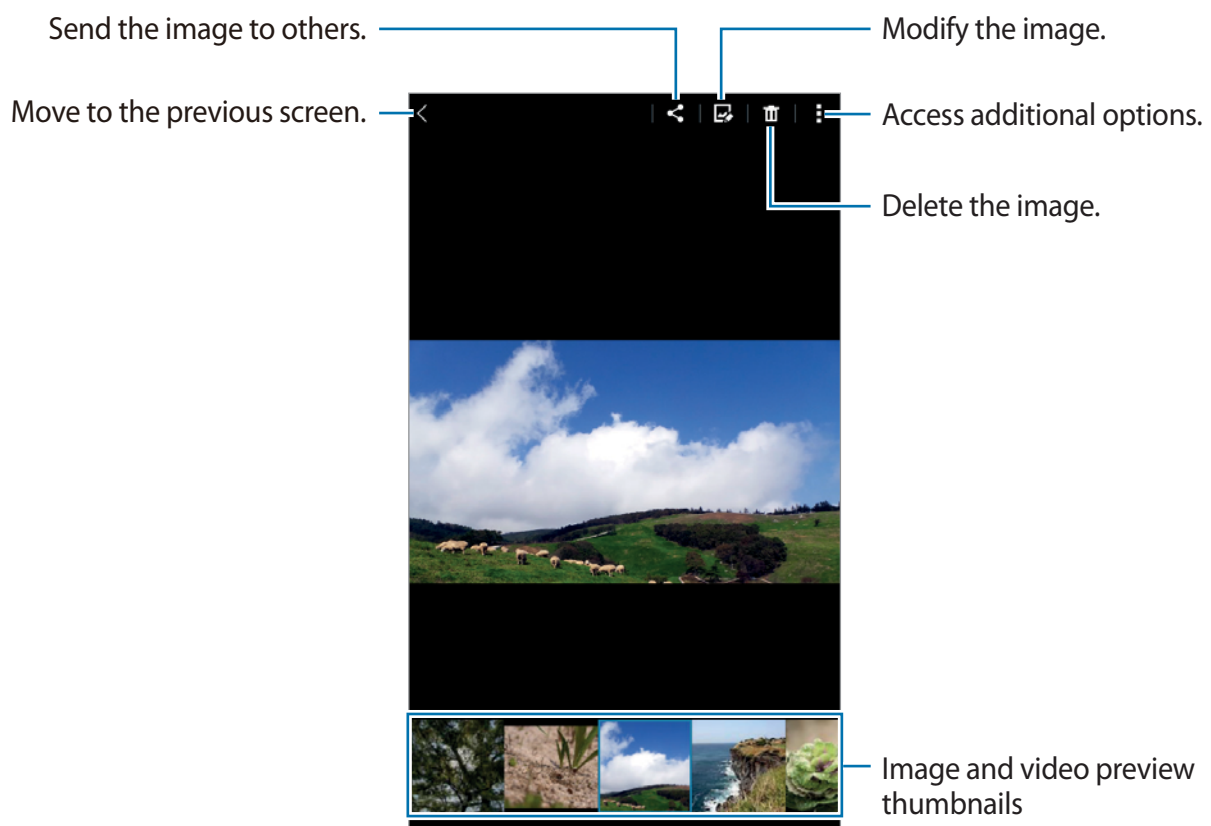 Send the image to others.
Modify the image.
Move to the previous screen.
Access additional options.
Delete the image.
Image and video preview
thumbnails